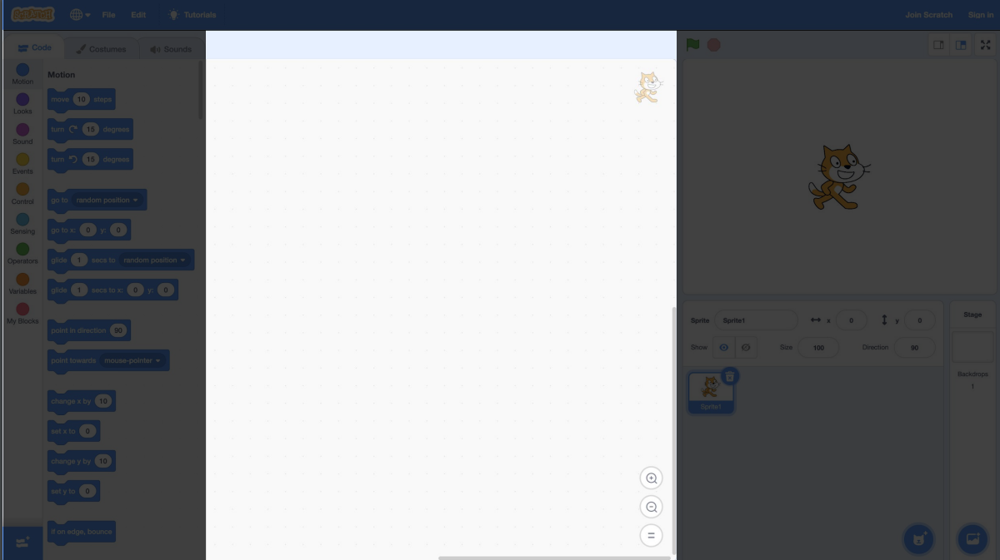 SCRATCH
File
Edit
Tutorials
Join Scratch
Sign in
Code
Costumes
Sounds
Motion
Looks
Sound
Events
Control
Sensing
Operators
Variables
My Blocks
Motion
move 10 steps
turn 15 degrees
turn 15 degrees
go to random position
go to x: 0 y: 0
glide 1 secs to random position
glide 1 secs to x: 0 y: 0
point in direction 90
point towards mouse-pointer
change x by 10
set x to 0
change y by 10
set y to 0
if on edge, bounce
Sprite
Sprite1
x
0
y
0
Show
Size
100
Direction
90
Sprite1
Stage
Backdrops
1